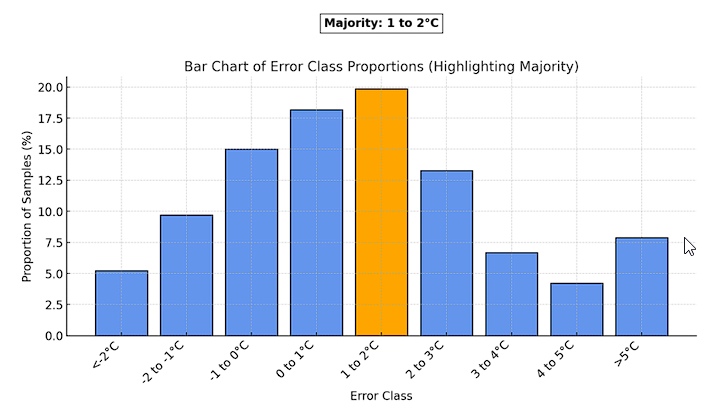 Majority: 1 to 2°C
Bar Chart of Error Class Proportions (Highlighting Majority)
Proportion of Samples (%)
20.0
17.5
15.0
12.5
10.0
7.5
5.0
2.5
0.0
<-2°C
-2 to -1°C
-1 to 0°C
0 to 1°C
1 to 2°C
2 to 3°C
3 to 4°C
4 to 5°C
>5°C
Error Class